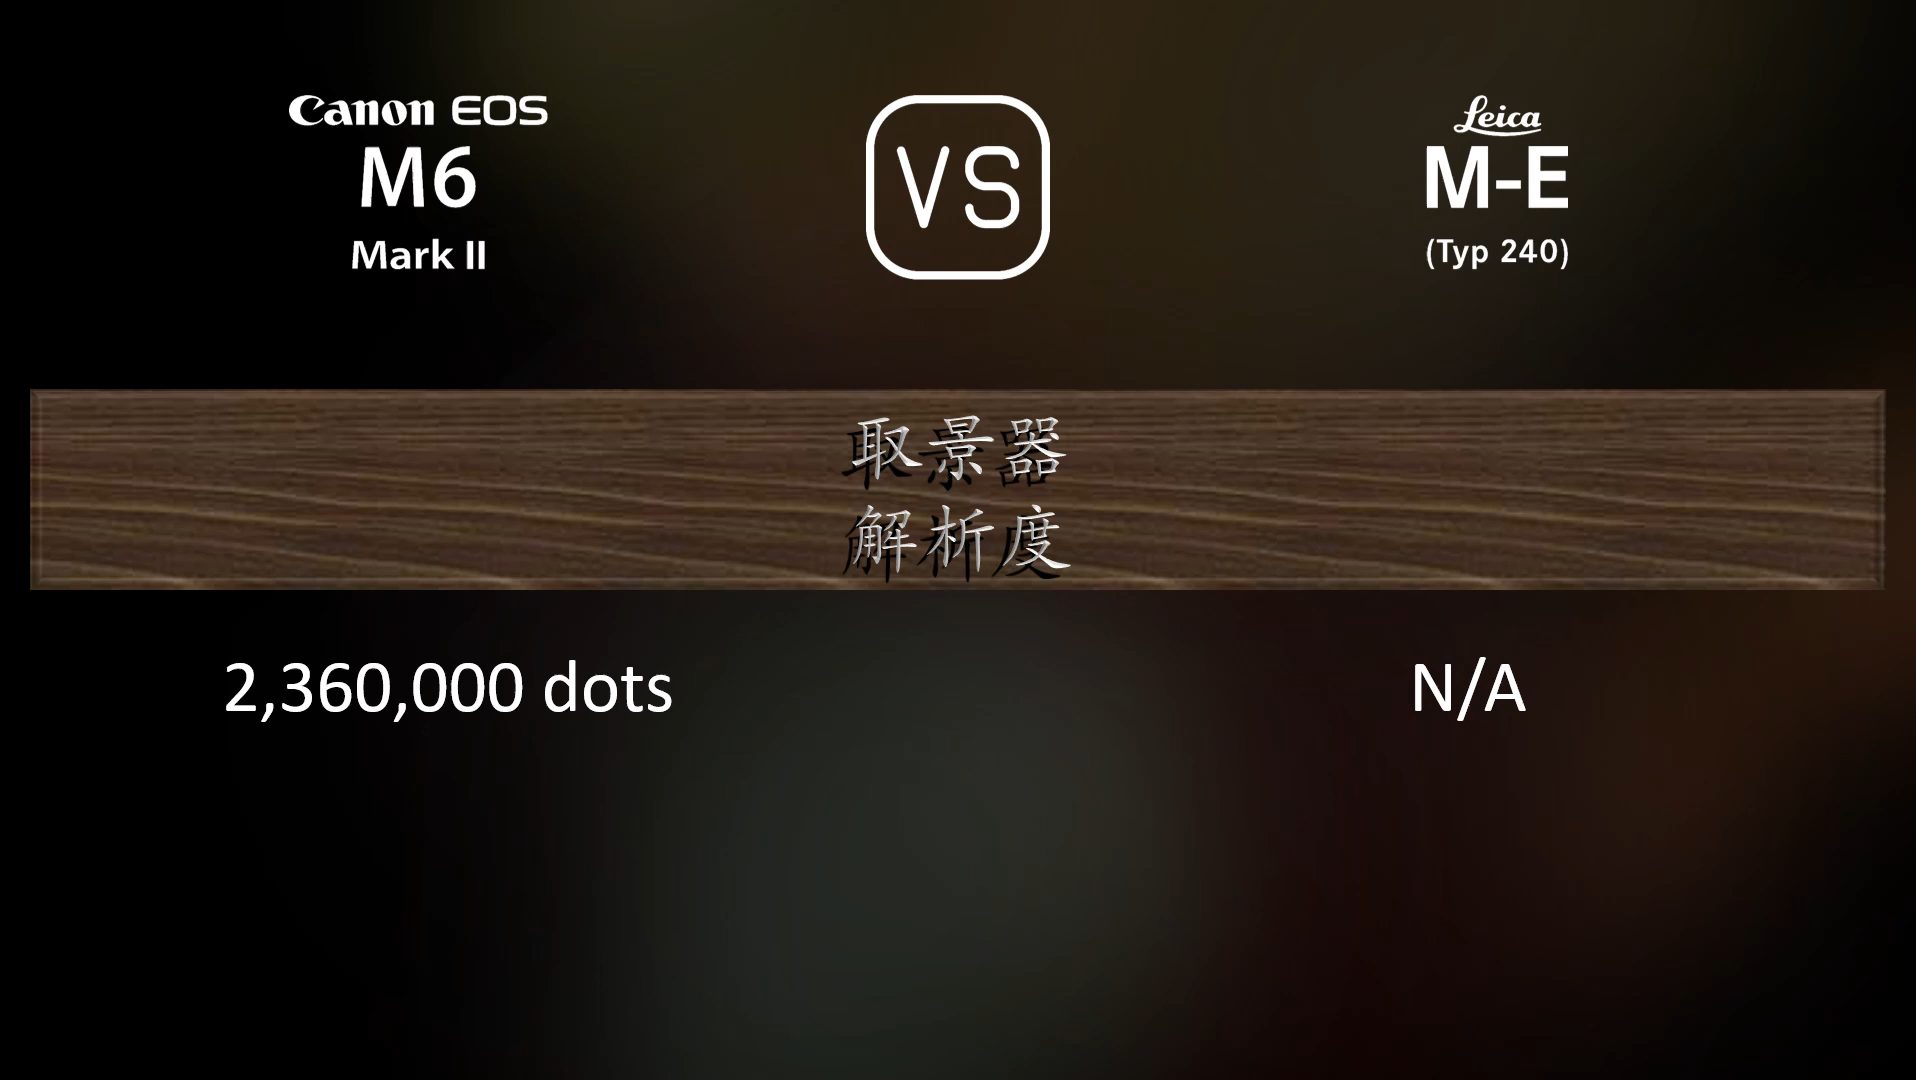 Canon EOS
M6
Mark II
VS
Leica
M-E
(Typ 240)
取景器
解析度
2,360,000 dots
N/A